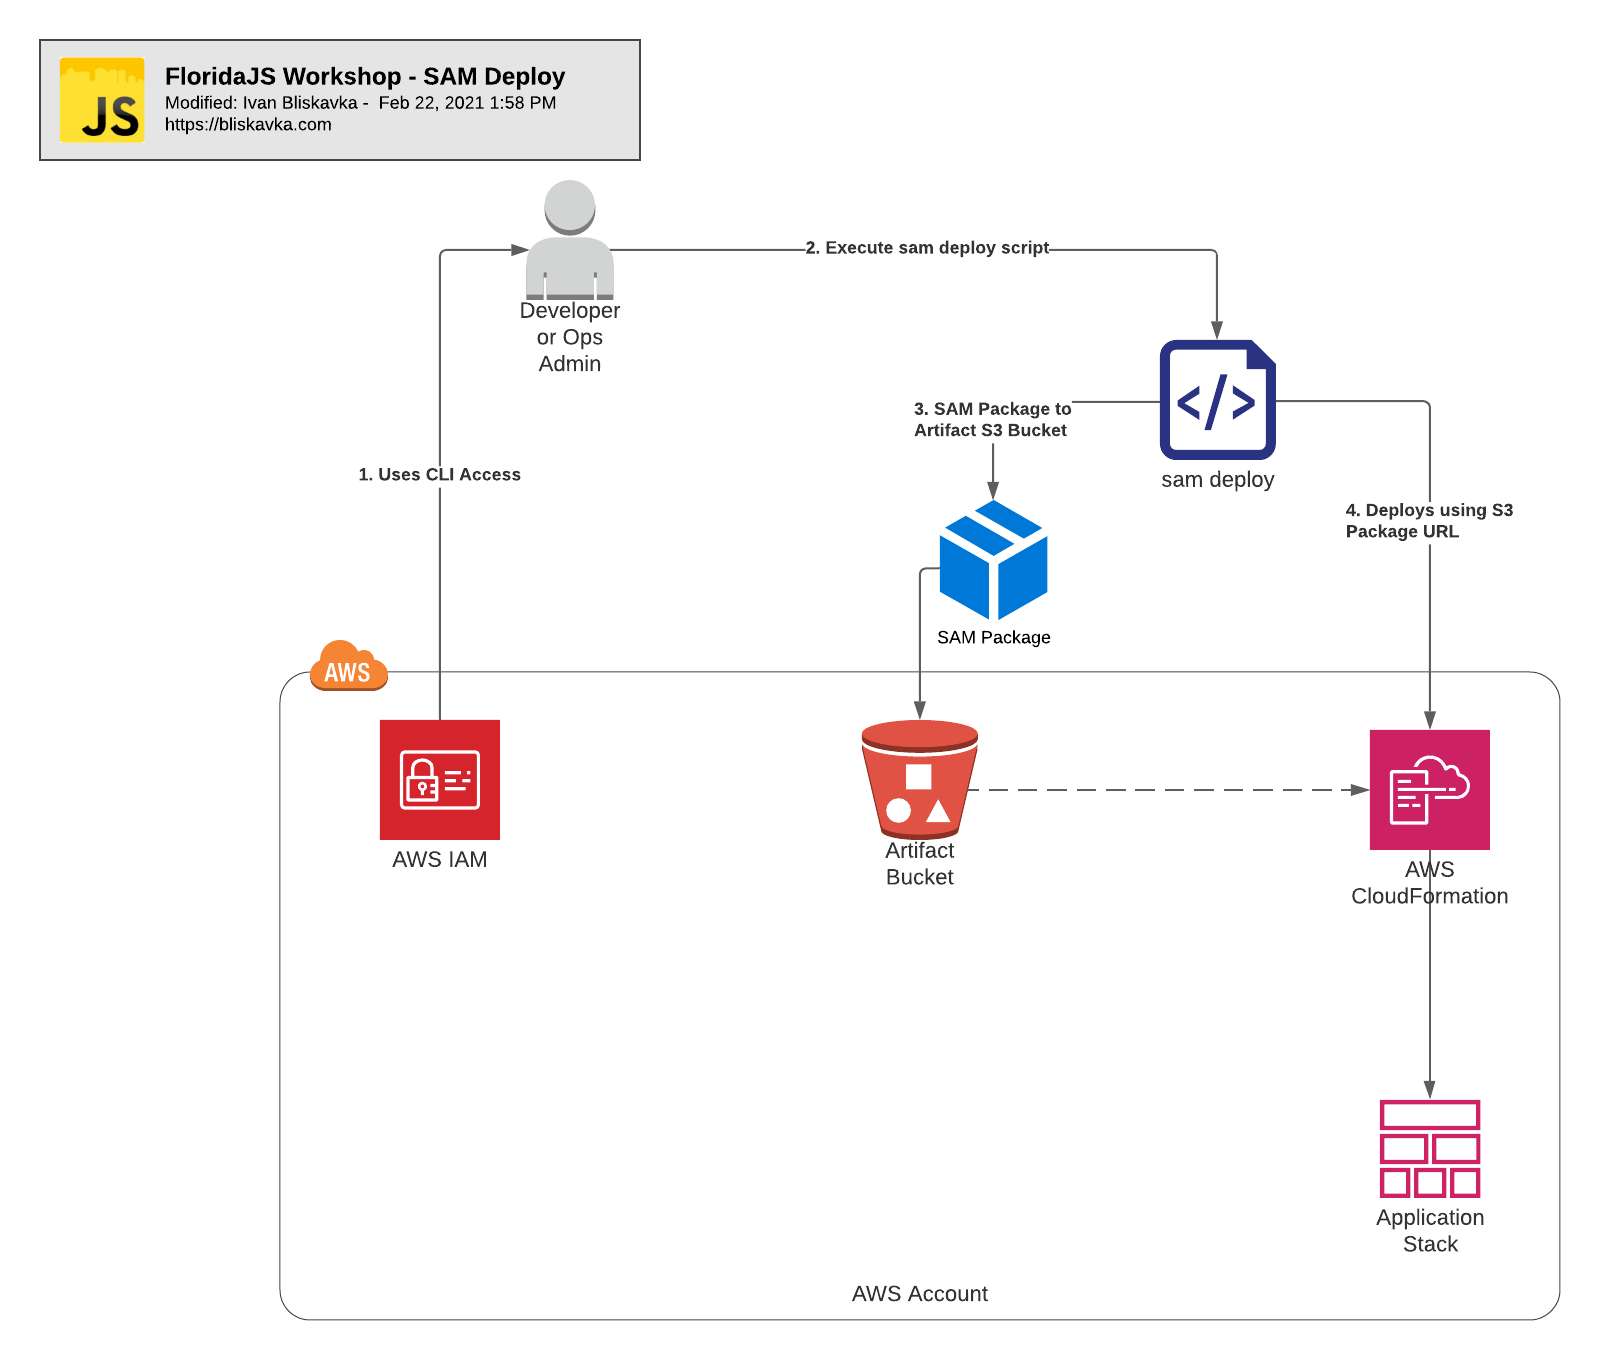 JS
FloridaJS Workshop - SAM Deploy
Modified: Ivan Bliskavka - Feb 22, 2021 1:58 PM
https://bliskavka.com
2. Execute sam deploy script
Developer
or Ops
Admin
</>
3. SAM Package to
Artifact S3 Bucket
sam deploy
1. Uses CLI Access
4. Deploys using S3
Package URL
SAM Package
AWS
AWS IAM
Artifact
Bucket
AWS
CloudFormation
Application
Stack
AWS Account